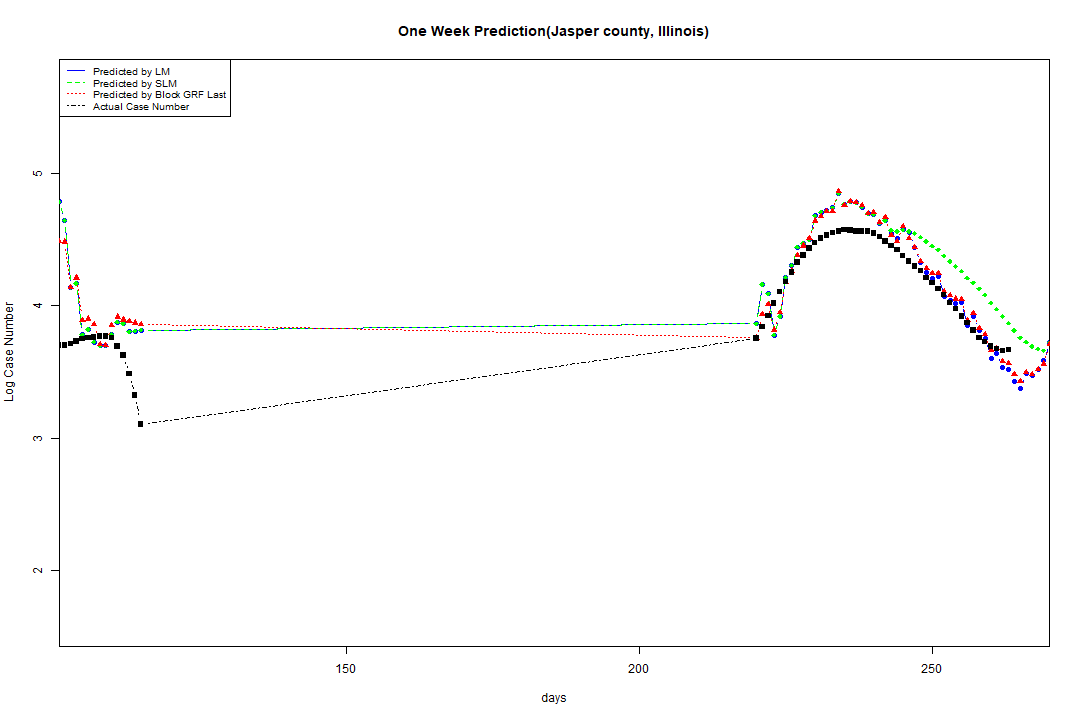 One Week Prediction(Jasper county, Illinois)
Predicted by LM
Predicted by SLM
Predicted by Block GRF Last
Actual Case Number
5
4
3
2
Log Case Number
150
200
250
days